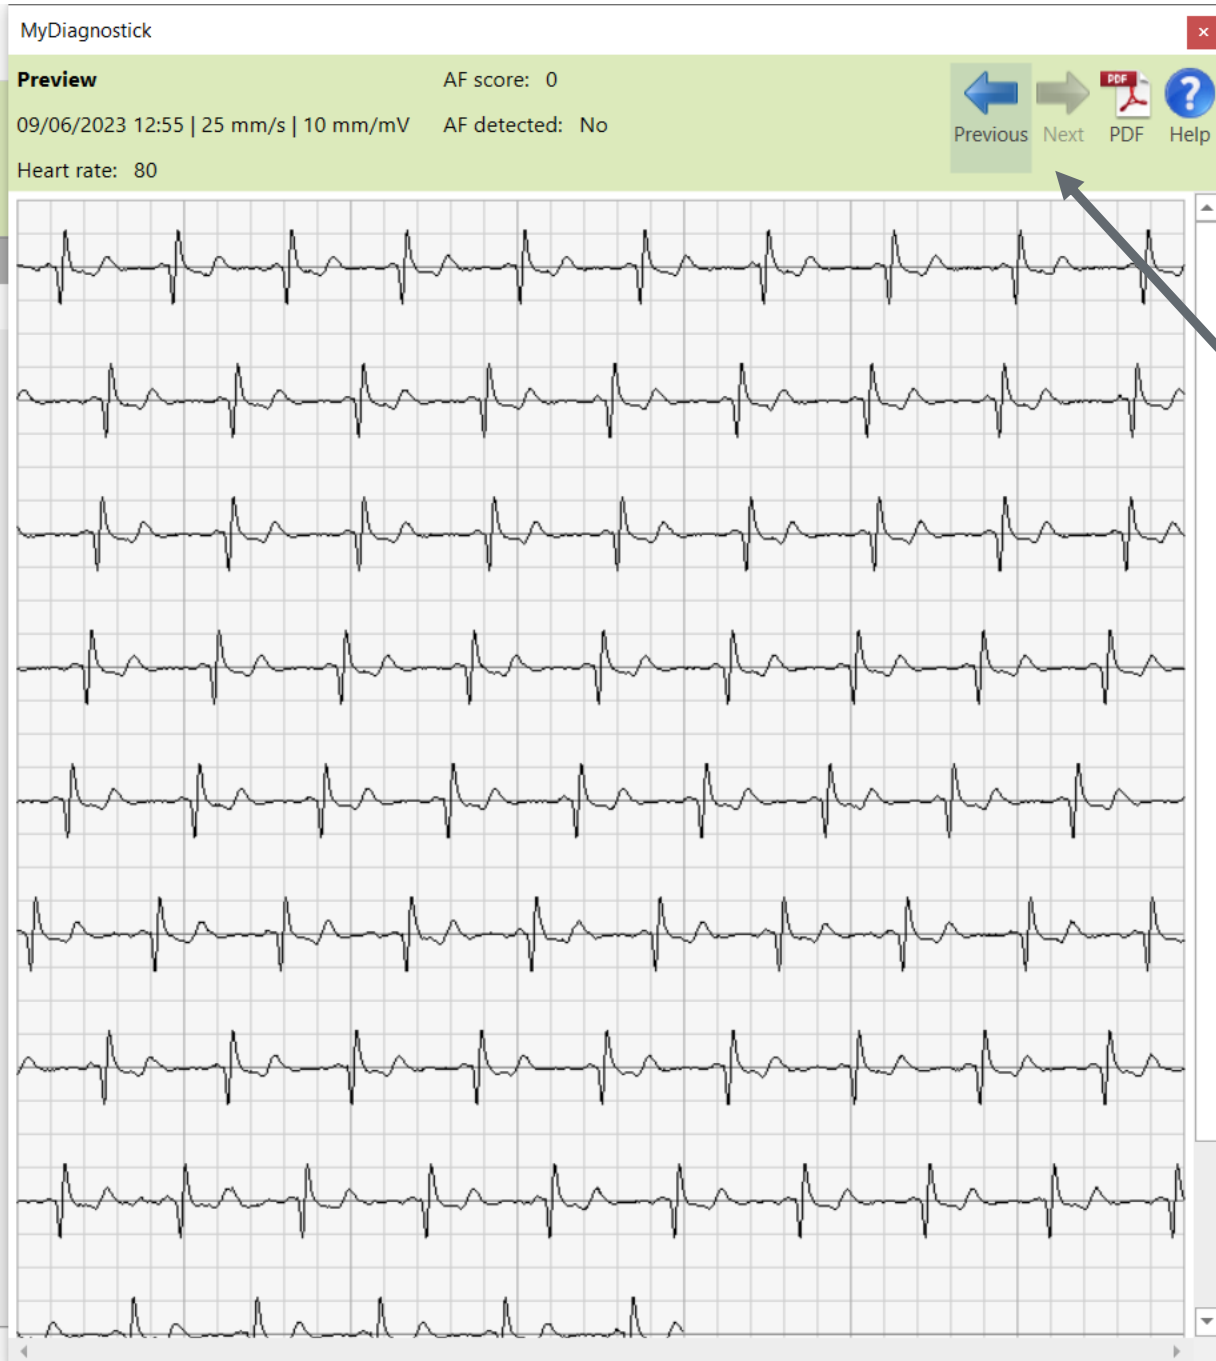 MyDiagnostick
Preview
AF score: 0
09/06/2023 12:55 | 25 mm/s | 10 mm/mV
AF detected: No
Heart rate: 80
Previous
Next
PDF
PDF
Help